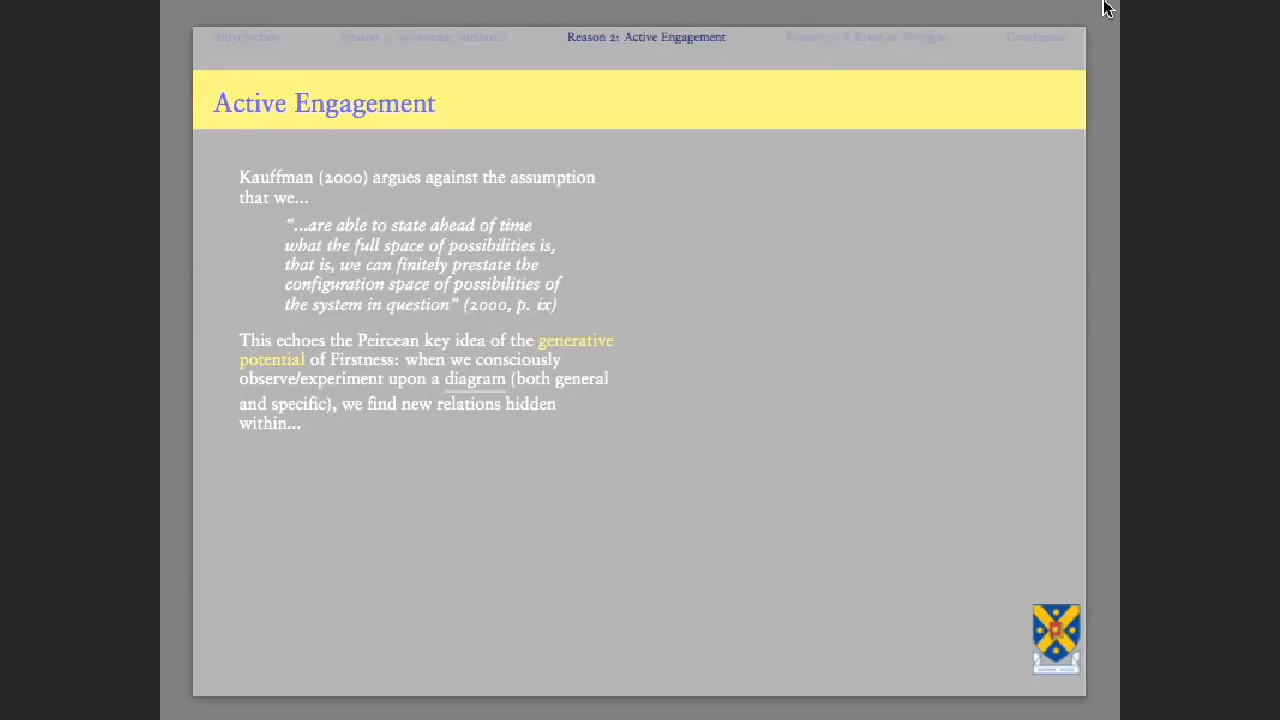 Reason 2: Active Engagement
Conclusion
Active Engagement
Kauffman (2000) argues against the assumption
that we...
"...are able to state ahead of time
what the full space of possibilities is,
that is, we can finitely prestate the
configuration space of possibilities of
the system in question" (2000, p. ix)
This echoes the Peircean key idea of the generative
potential of Firstness: when we consciously
observe/experiment upon a diagram (both general
and specific), we find new relations hidden
within...